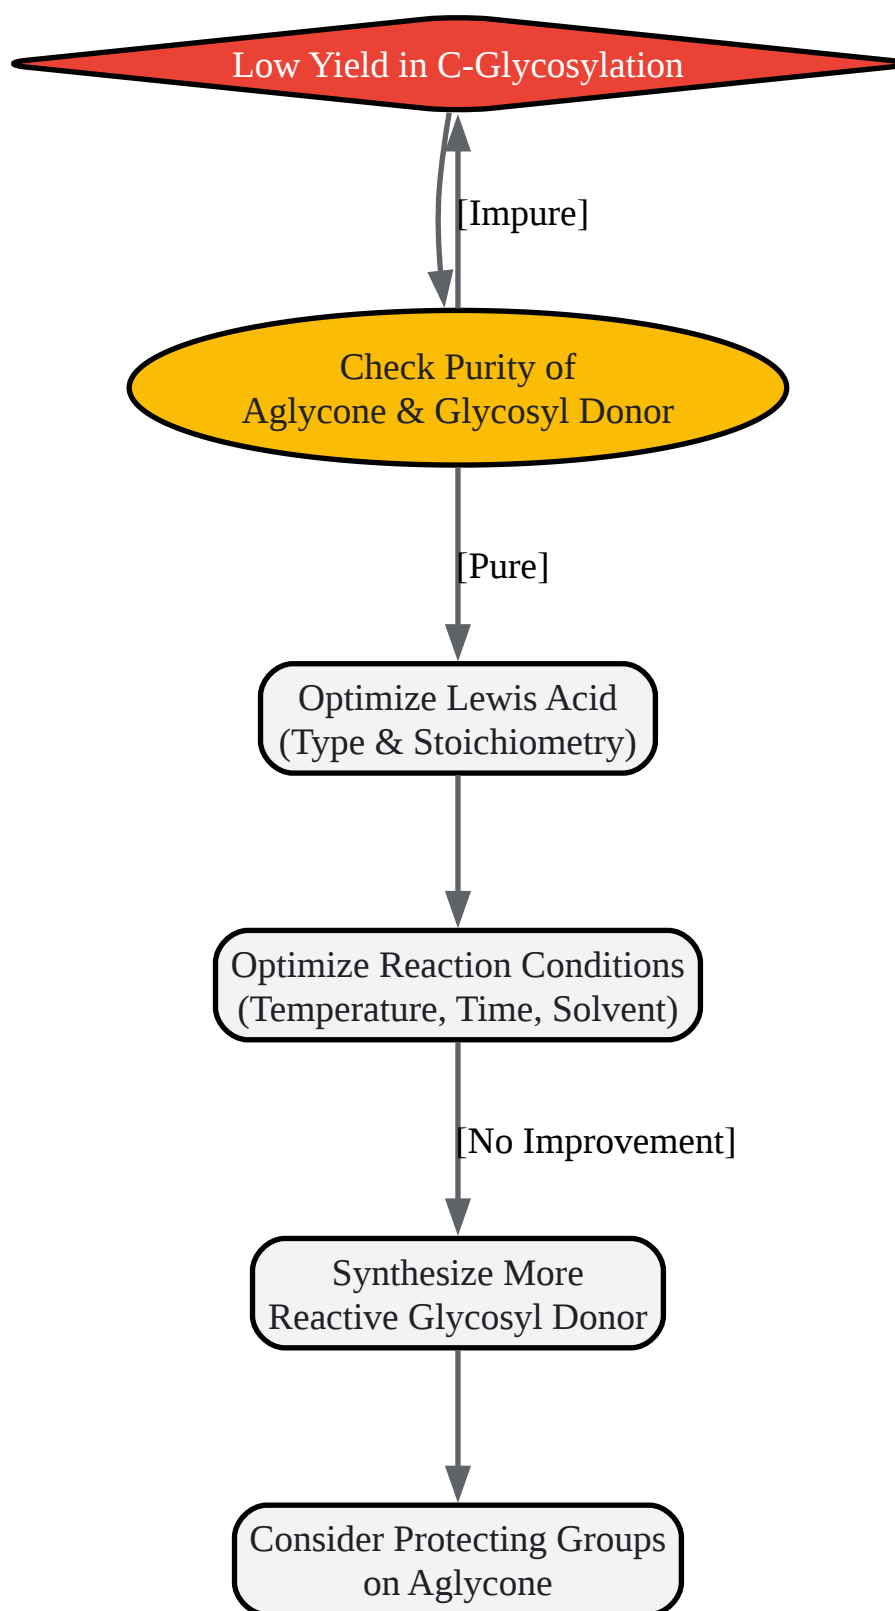 Low Yield in C-Glycosylation
[Impure]
Check Purity of
Aglycone & Glycosyl Donor
[Pure]
Optimize Lewis Acid
(Type & Stoichiometry)
Optimize Reaction Conditions
(Temperature, Time, Solvent)
[No Improvement]
Synthesize More
Reactive Glycosyl Donor
Consider Protecting Groups
on Aglycone